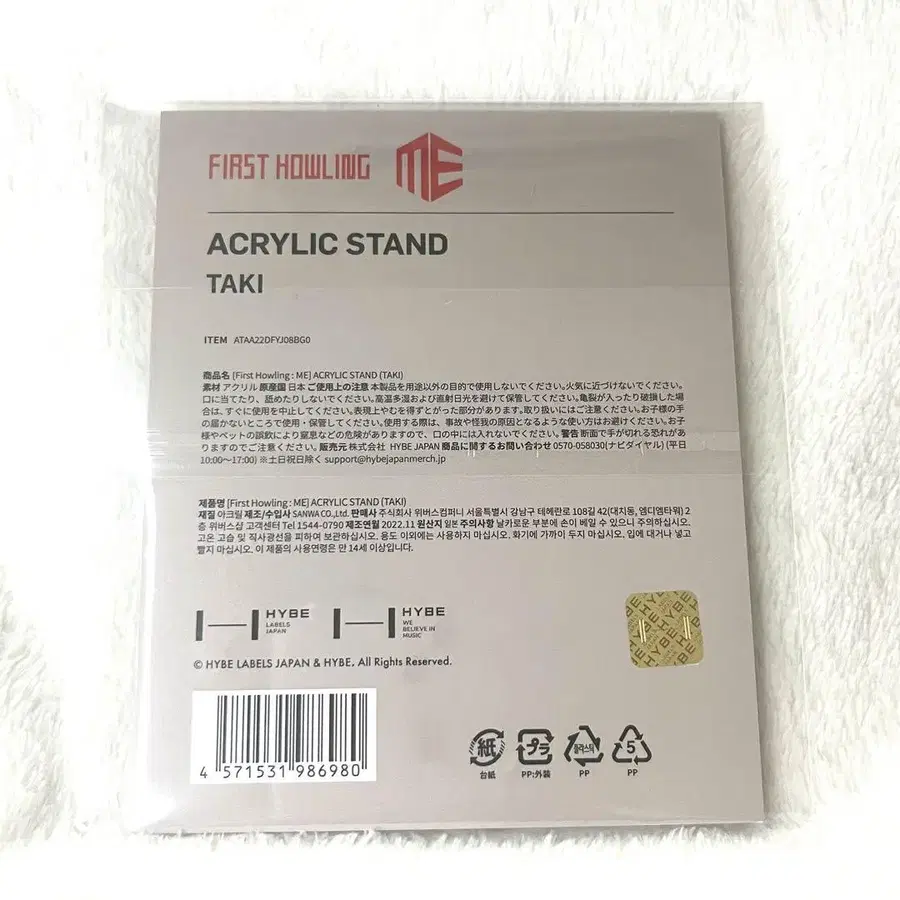 FIRST HOWLING ME
ACRYLIC STAND
TAKI
ITEM ATAA22DFYJ08BG0
商品名 [First Howling : ME] ACRYLIC STAND (TAKI)
素材 アクリル 原産国 日本 ご使用上の注意 本製品を用途以外の目的で使用しないでください。火気に近づけないでください。
口に当てたり、舐めたりしないでください。高温多湿および直射日光を避けて保管してください。亀裂が入ったり破損した場
合は、すぐに使用を中止してください。表現上やむを得ずとがった部分があります。取り扱いにはご注意ください。お子様の手
の届かないところで使用・保管してください。使用する際は、事故や怪我の原因となるような使い方はお避けください。お子
様やペットの誤飲により窒息などの危険がありますので、口の中には入れないでください。警告 断面で手が切れる恐れがあ
りますのでご注意ください。販売元 株式会社 HYBE JAPAN 商品に関するお問い合わせ 0570-058030(ナビダイヤル) (平日
10:00〜17:00) ※土日祝日除く support@hybejapanmerch.jp
제품명 [First Howling : ME] ACRYLIC STAND (TAKI)
재질 아크릴 제조/수입사 SANWA CO.,Ltd. 판매사 주식회사 위버스컴퍼니 서울특별시 강남구 테헤란로 108길 42(대치동, 엠디엠타워) 2
층 위버스샵 고객센터 Tel 1544-0790 제조연월 2022.11 원산지 일본 주의사항 날카로운 부분에 손이 베일 수 있으니 주의하십시오.
고온 고습 및 직사광선을 피하여 보관하십시오. 용도 이외에는 사용하지 마십시오. 화기에 가까이 두지 마십시오. 입에 대거나 넣고
빨지 마십시오. 이 제품의 사용연령은 만 14세 이상입니다.
HYBE
LABELS
JAPAN
HYBE
WE
BELIEVE IN
MUSIC
© HYBE LABELS JAPAN & HYBE. All Rights Reserved.
HYBE
4 571531 986980
紙
台紙
プラ
PP:外装
플라스틱
PP
5
PP